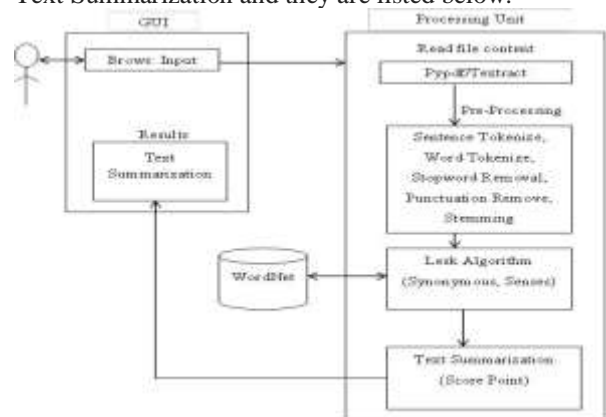 Text Summarization and they are listed below.
GUI
Processing Unit
Brows Input
Results
Text
Summarization
Read file content
Pypdf/Textract
Pre-Processing
Sentence Tokenize,
Word Tokenize,
Stopword Removal,
Punctuation Remove,
Stemming
WordNet
Lesk Algorithm
(Synonymous, Senses)
Text Summarization
(Score Point)